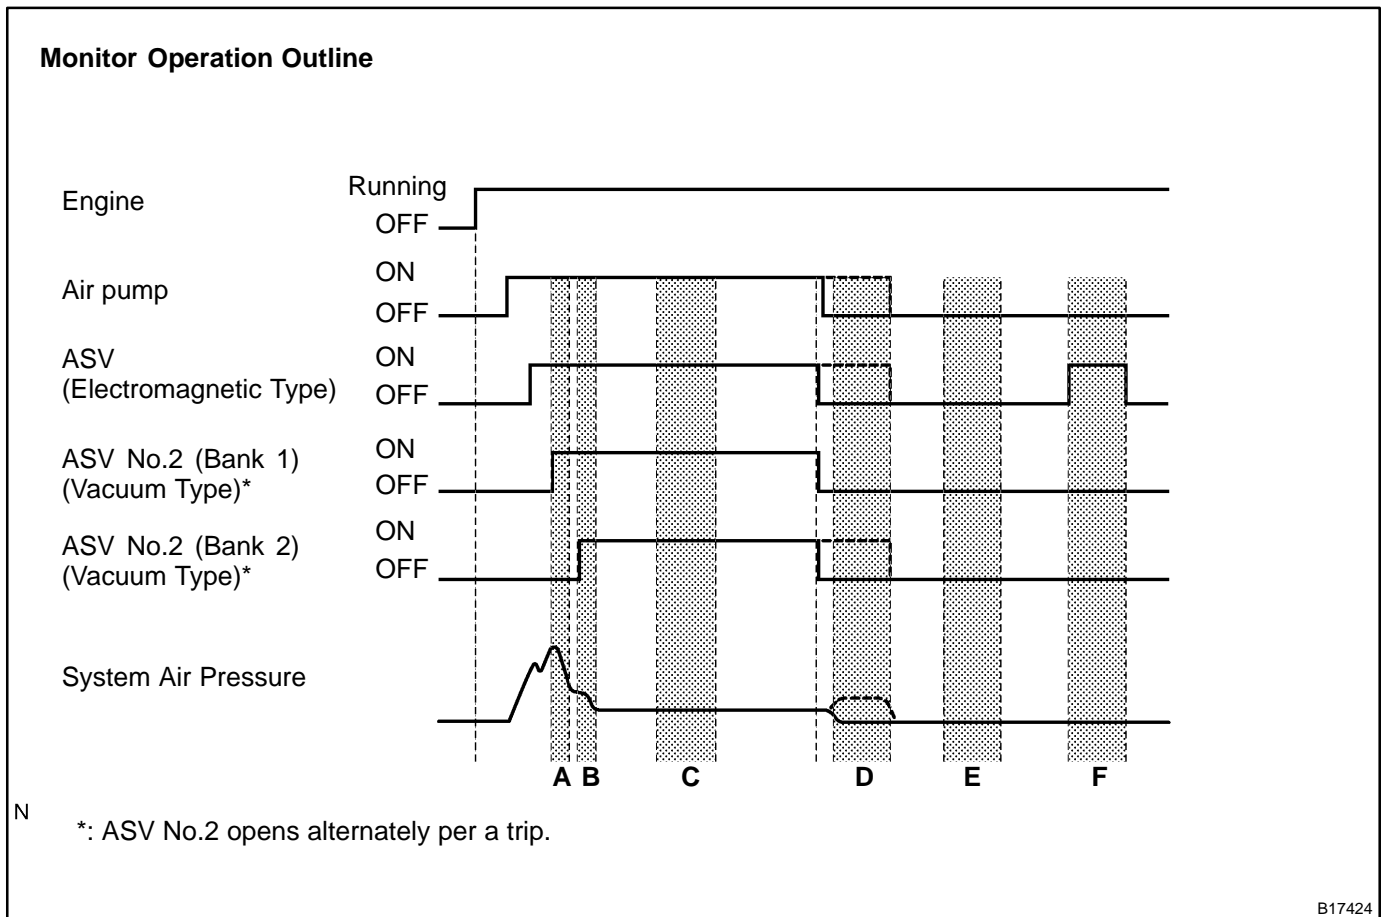 Monitor Operation Outline
Engine
Running
OFF
Air pump
ON
OFF
ASV
(Electromagnetic Type)
ON
OFF
ASV No.2 (Bank 1)
(Vacuum Type)*
ON
OFF
ASV No.2 (Bank 2)
(Vacuum Type)*
ON
OFF
System Air Pressure
A B C D E F
N
*: ASV No.2 opens alternately per a trip.
B17424